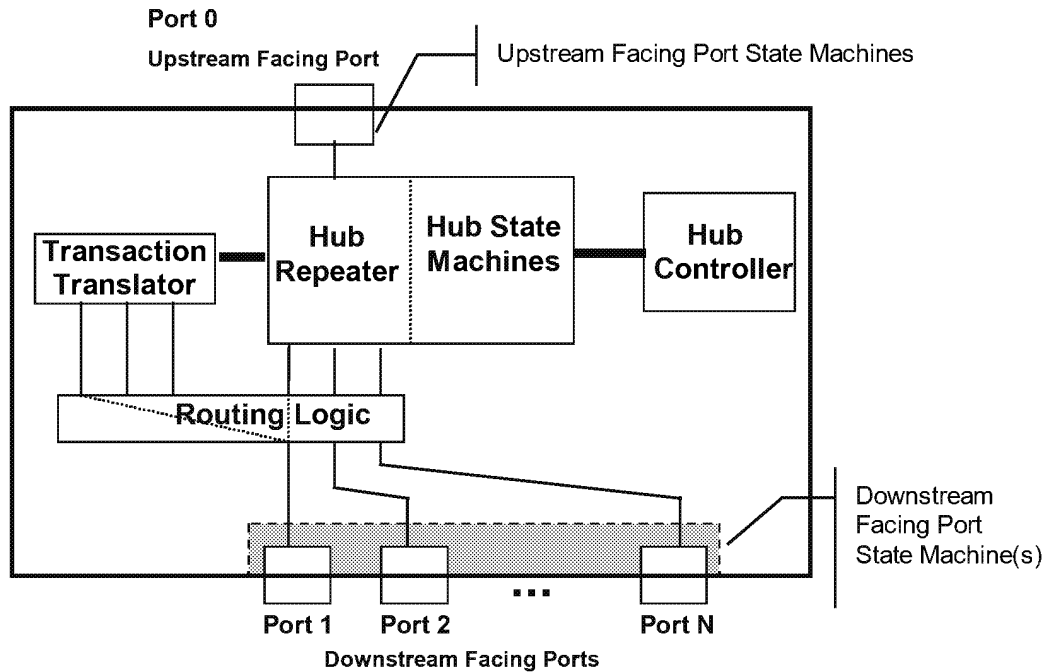 Port 0
Upstream Facing Port
Upstream Facing Port State Machines
Transaction
Translator
Hub
Repeater
Hub State
Machines
Hub
Controller
Routing Logic
Downstream
Facing Port
State Machine(s)
...
Port 1
Port 2
Port N
Downstream Facing Ports